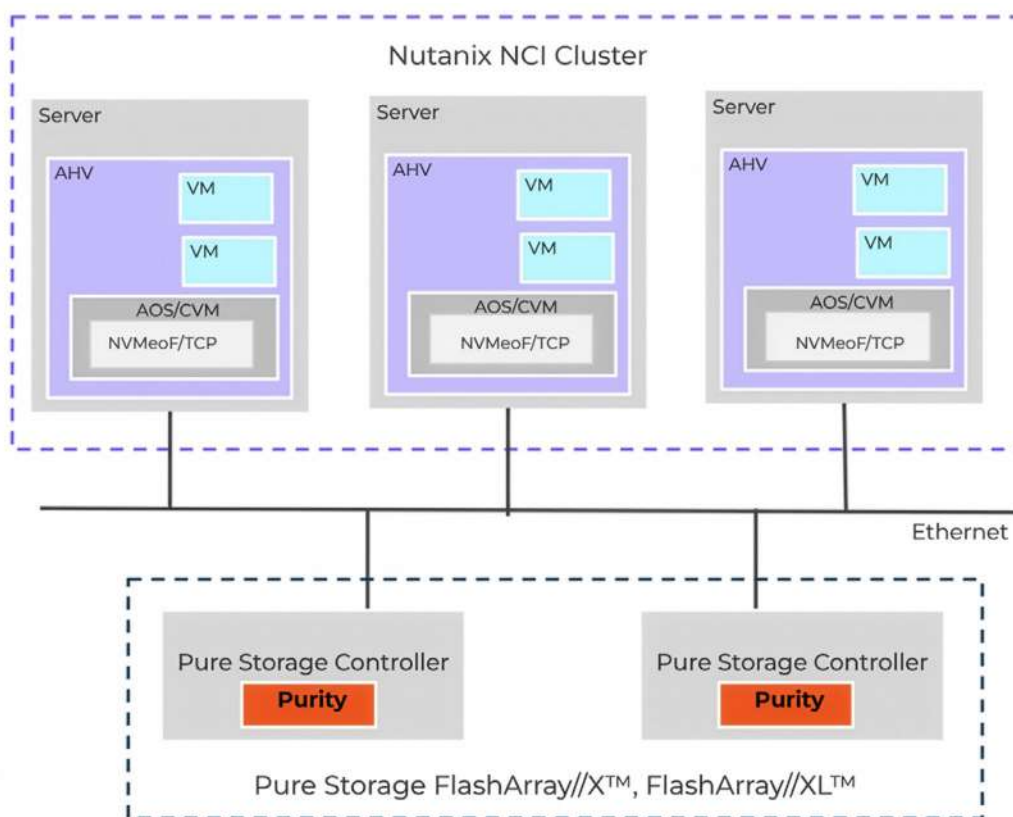 Nutanix NCI Cluster
Server
AHV
VM
VM
AOS/CVM
NVMeoF/TCP
Server
AHV
VM
VM
AOS/CVM
NVMeoF/TCP
Server
AHV
VM
VM
AOS/CVM
NVMeoF/TCP
Ethernet
Pure Storage Controller
Purity
Pure Storage Controller
Purity
Pure Storage FlashArray//X™, FlashArray//XL™